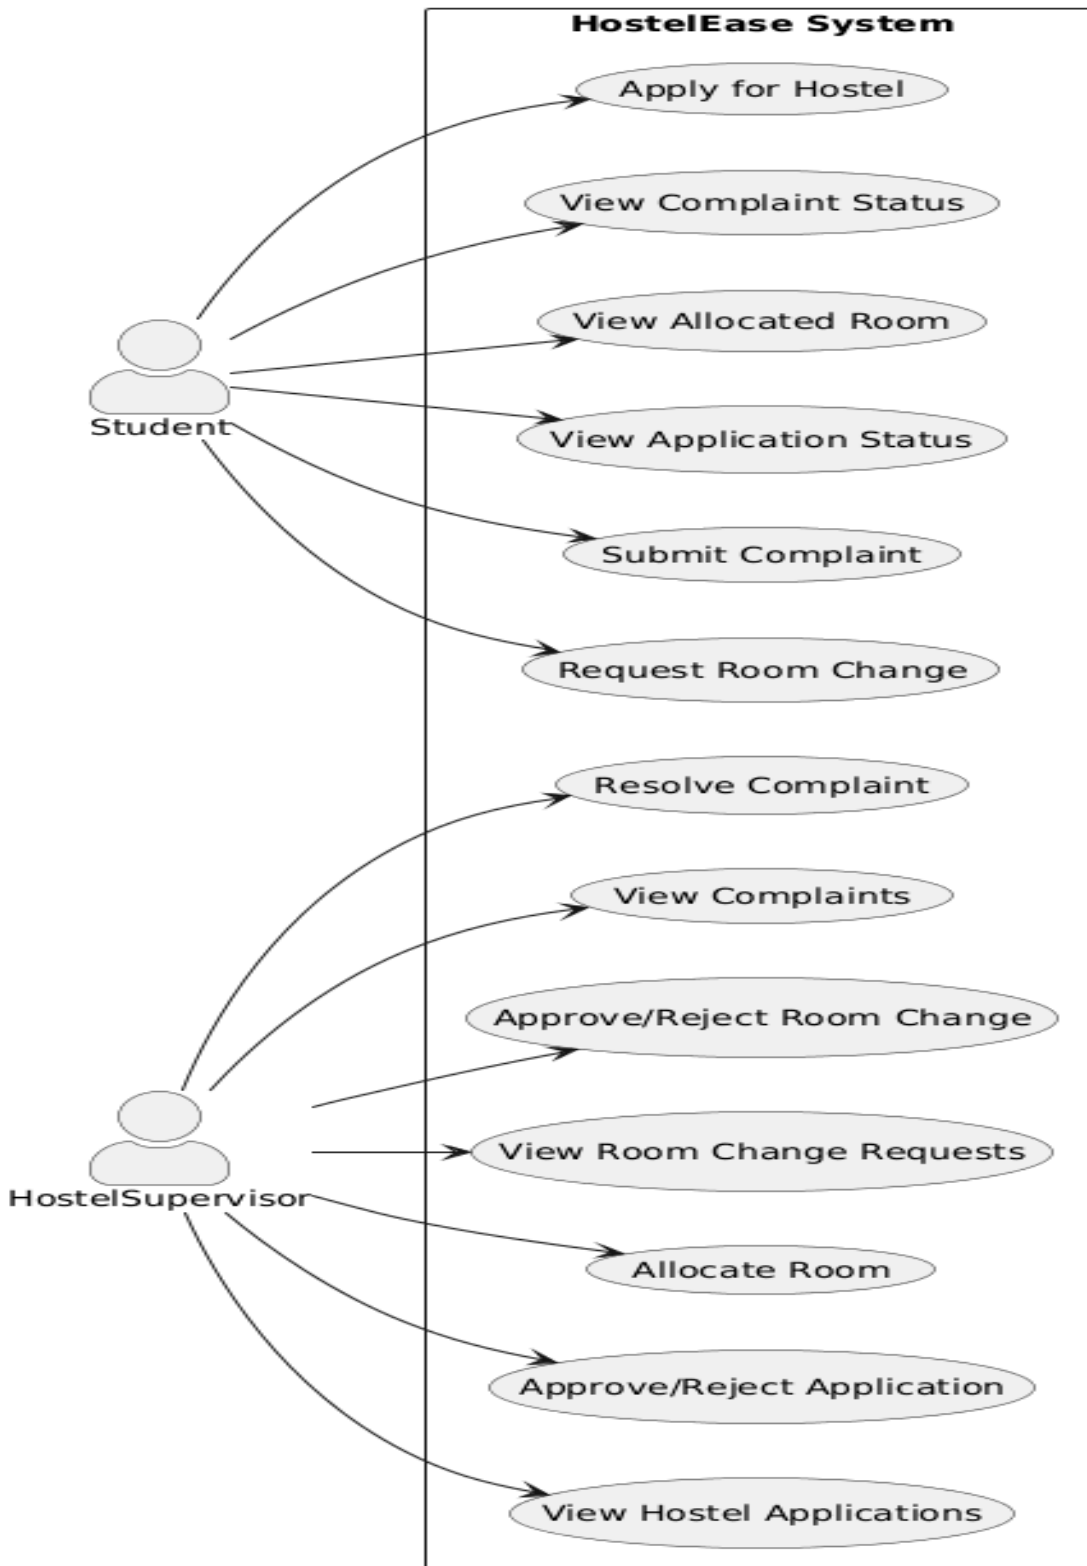 HostelEase System
Apply for Hostel
View Complaint Status
View Allocated Room
View Application Status
Student
Submit Complaint
Request Room Change
Resolve Complaint
View Complaints
Approve/Reject Room Change
View Room Change Requests
HostelSupervisor
Allocate Room
Approve/Reject Application
View Hostel Applications